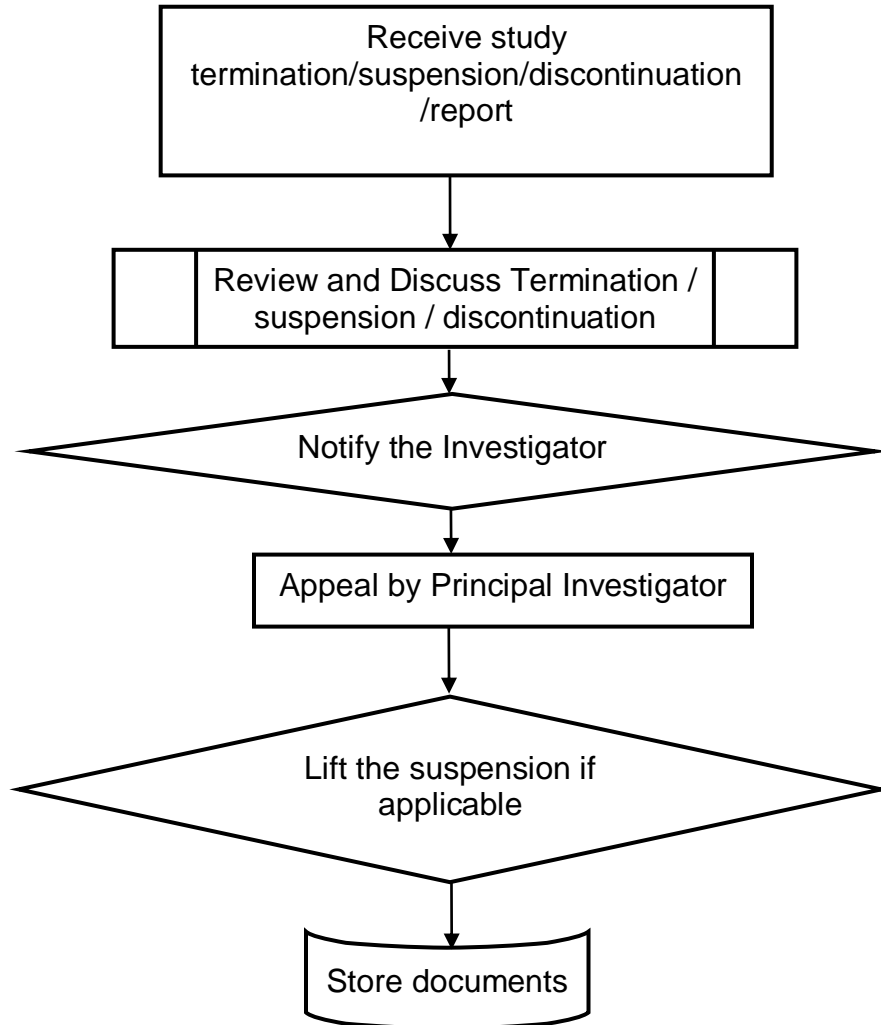 Receive study
termination/suspension/discontinuation
/report
Review and Discuss Termination /
suspension / discontinuation
Notify the Investigator
Appeal by Principal Investigator
Lift the suspension if
applicable
Store documents